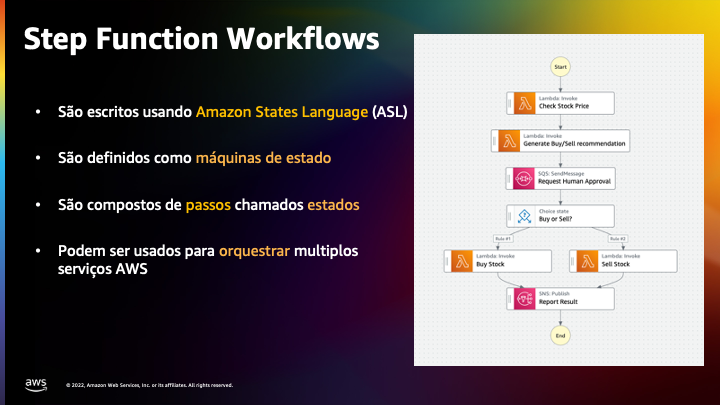 Step Function Workflows
• São escritos usando Amazon States Language (ASL)
• São definidos como máquinas de estado
• São compostos de passos chamados estados
• Podem ser usados para orquestrar multiplos
serviços AWS
Start
Lambda: Invoke
Check Stock Price
Lambda: Invoke
Generate Buy/Sell recommendation
SQS: SendMessage
Request Human Approval
Choice state
Buy or Sell?
Rule #1
Rule #2
Lambda: Invoke
Buy Stock
Lambda: Invoke
Sell Stock
SNS: Publish
Report Result
End
aws
© 2022, Amazon Web Services, Inc. or its affiliates. All rights reserved.